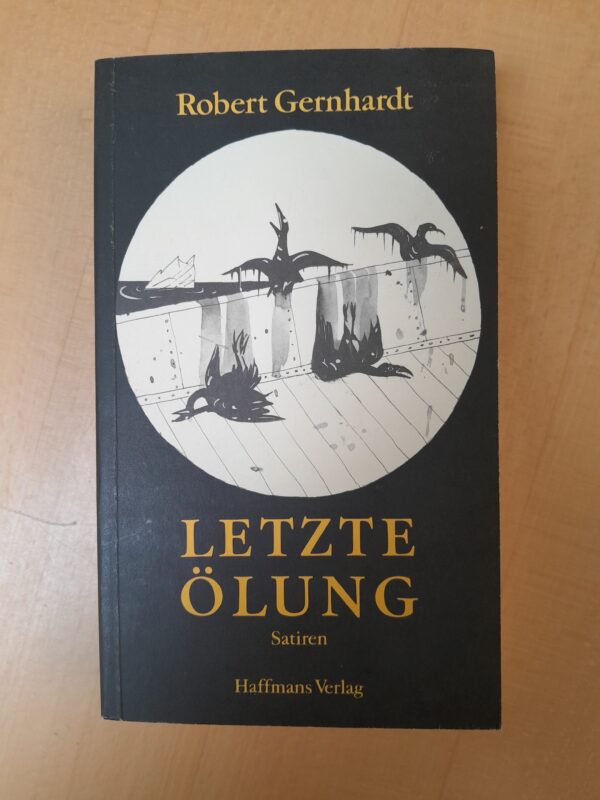 Robert Gernhardt
LETZTE
ÖLUNG
Satiren
Haffmans Verlag